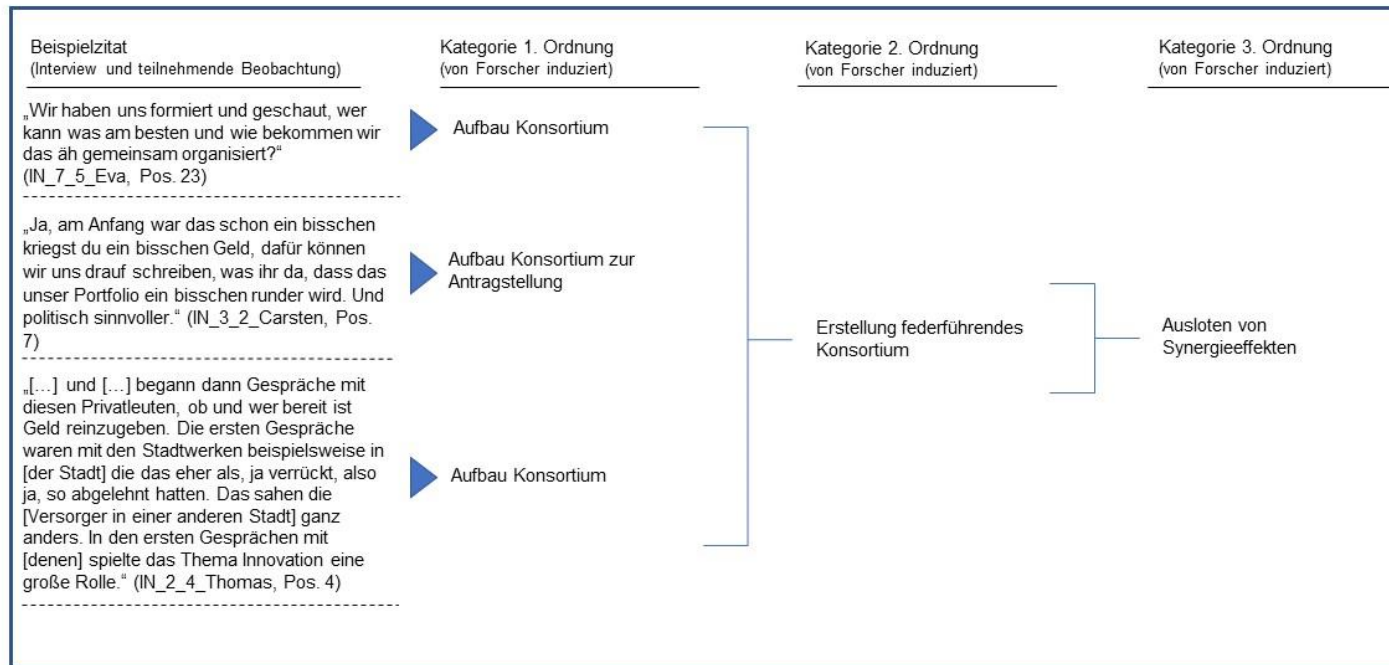 Beispielzitat
(Interview und teilnehmende Beobachtung)
Kategorie 1. Ordnung
(von Forscher induziert)
Kategorie 2. Ordnung
(von Forscher induziert)
Kategorie 3. Ordnung
(von Forscher induziert)
„Wir haben uns formiert und geschaut, wer
kann was am besten und wie bekommen wir
das äh gemeinsam organisiert?“
(IN_7_5_Eva, Pos. 23)
Aufbau Konsortium
„Ja, am Anfang war das schon ein bisschen
kriegst du ein bisschen Geld, dafür können
wir uns drauf schreiben, was ihr da, dass das
unser Portfolio ein bisschen runder wird. Und
politisch sinnvoller.“ (IN_3_2_Carsten, Pos.
7)
Aufbau Konsortium zur
Antragstellung
„[…] und […] begann dann Gespräche mit
diesen Privatleuten, ob und wer bereit ist
Geld reinzugeben. Die ersten Gespräche
waren mit den Stadtwerken beispielsweise in
[der Stadt] die das eher als, ja verrückt, also
ja, so abgelehnt hatten. Das sahen die
[Versorger in einer anderen Stadt] ganz
anders. In den ersten Gesprächen mit
[denen] spielte das Thema Innovation eine
große Rolle.“ (IN_2_4_Thomas, Pos. 4)
Aufbau Konsortium
Erstellung federführendes
Konsortium
Ausloten von
Synergieeffekten